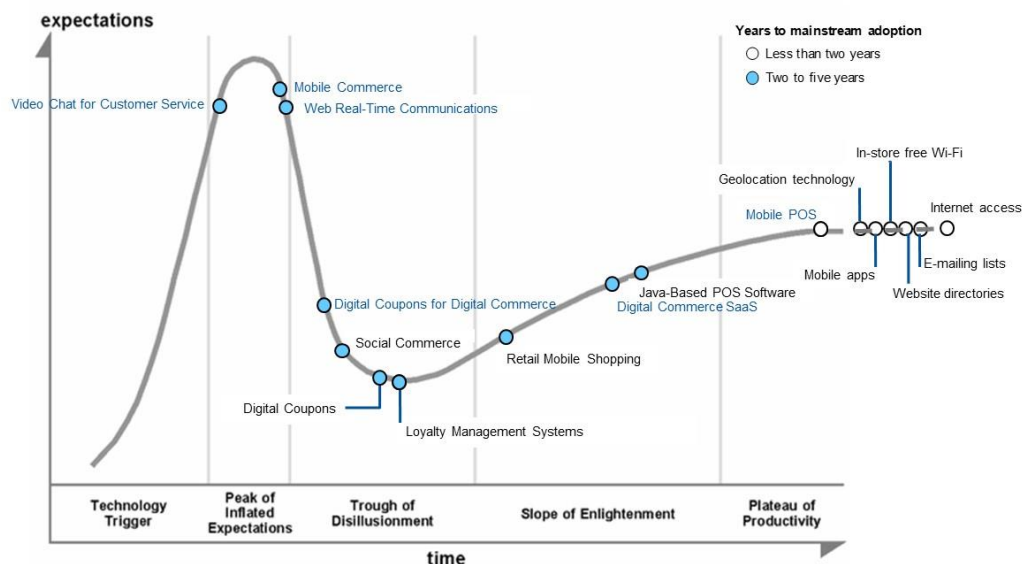 expectations
Years to mainstream adoption
Less than two years
Two to five years
Mobile Commerce
Video Chat for Customer Service
Web Real-Time Communications
In-store free Wi-Fi
Geolocation technology
Internet access
Mobile POS
E-mailing lists
Mobile apps
Website directories
Java-Based POS Software
Digital Coupons for Digital Commerce
Digital Commerce SaaS
Social Commerce
Retail Mobile Shopping
Digital Coupons
Loyalty Management Systems
Technology
Trigger
Peak of
Inflated
Expectations
Trough of
Disillusionment
Slope of Enlightenment
Plateau of
Productivity
time